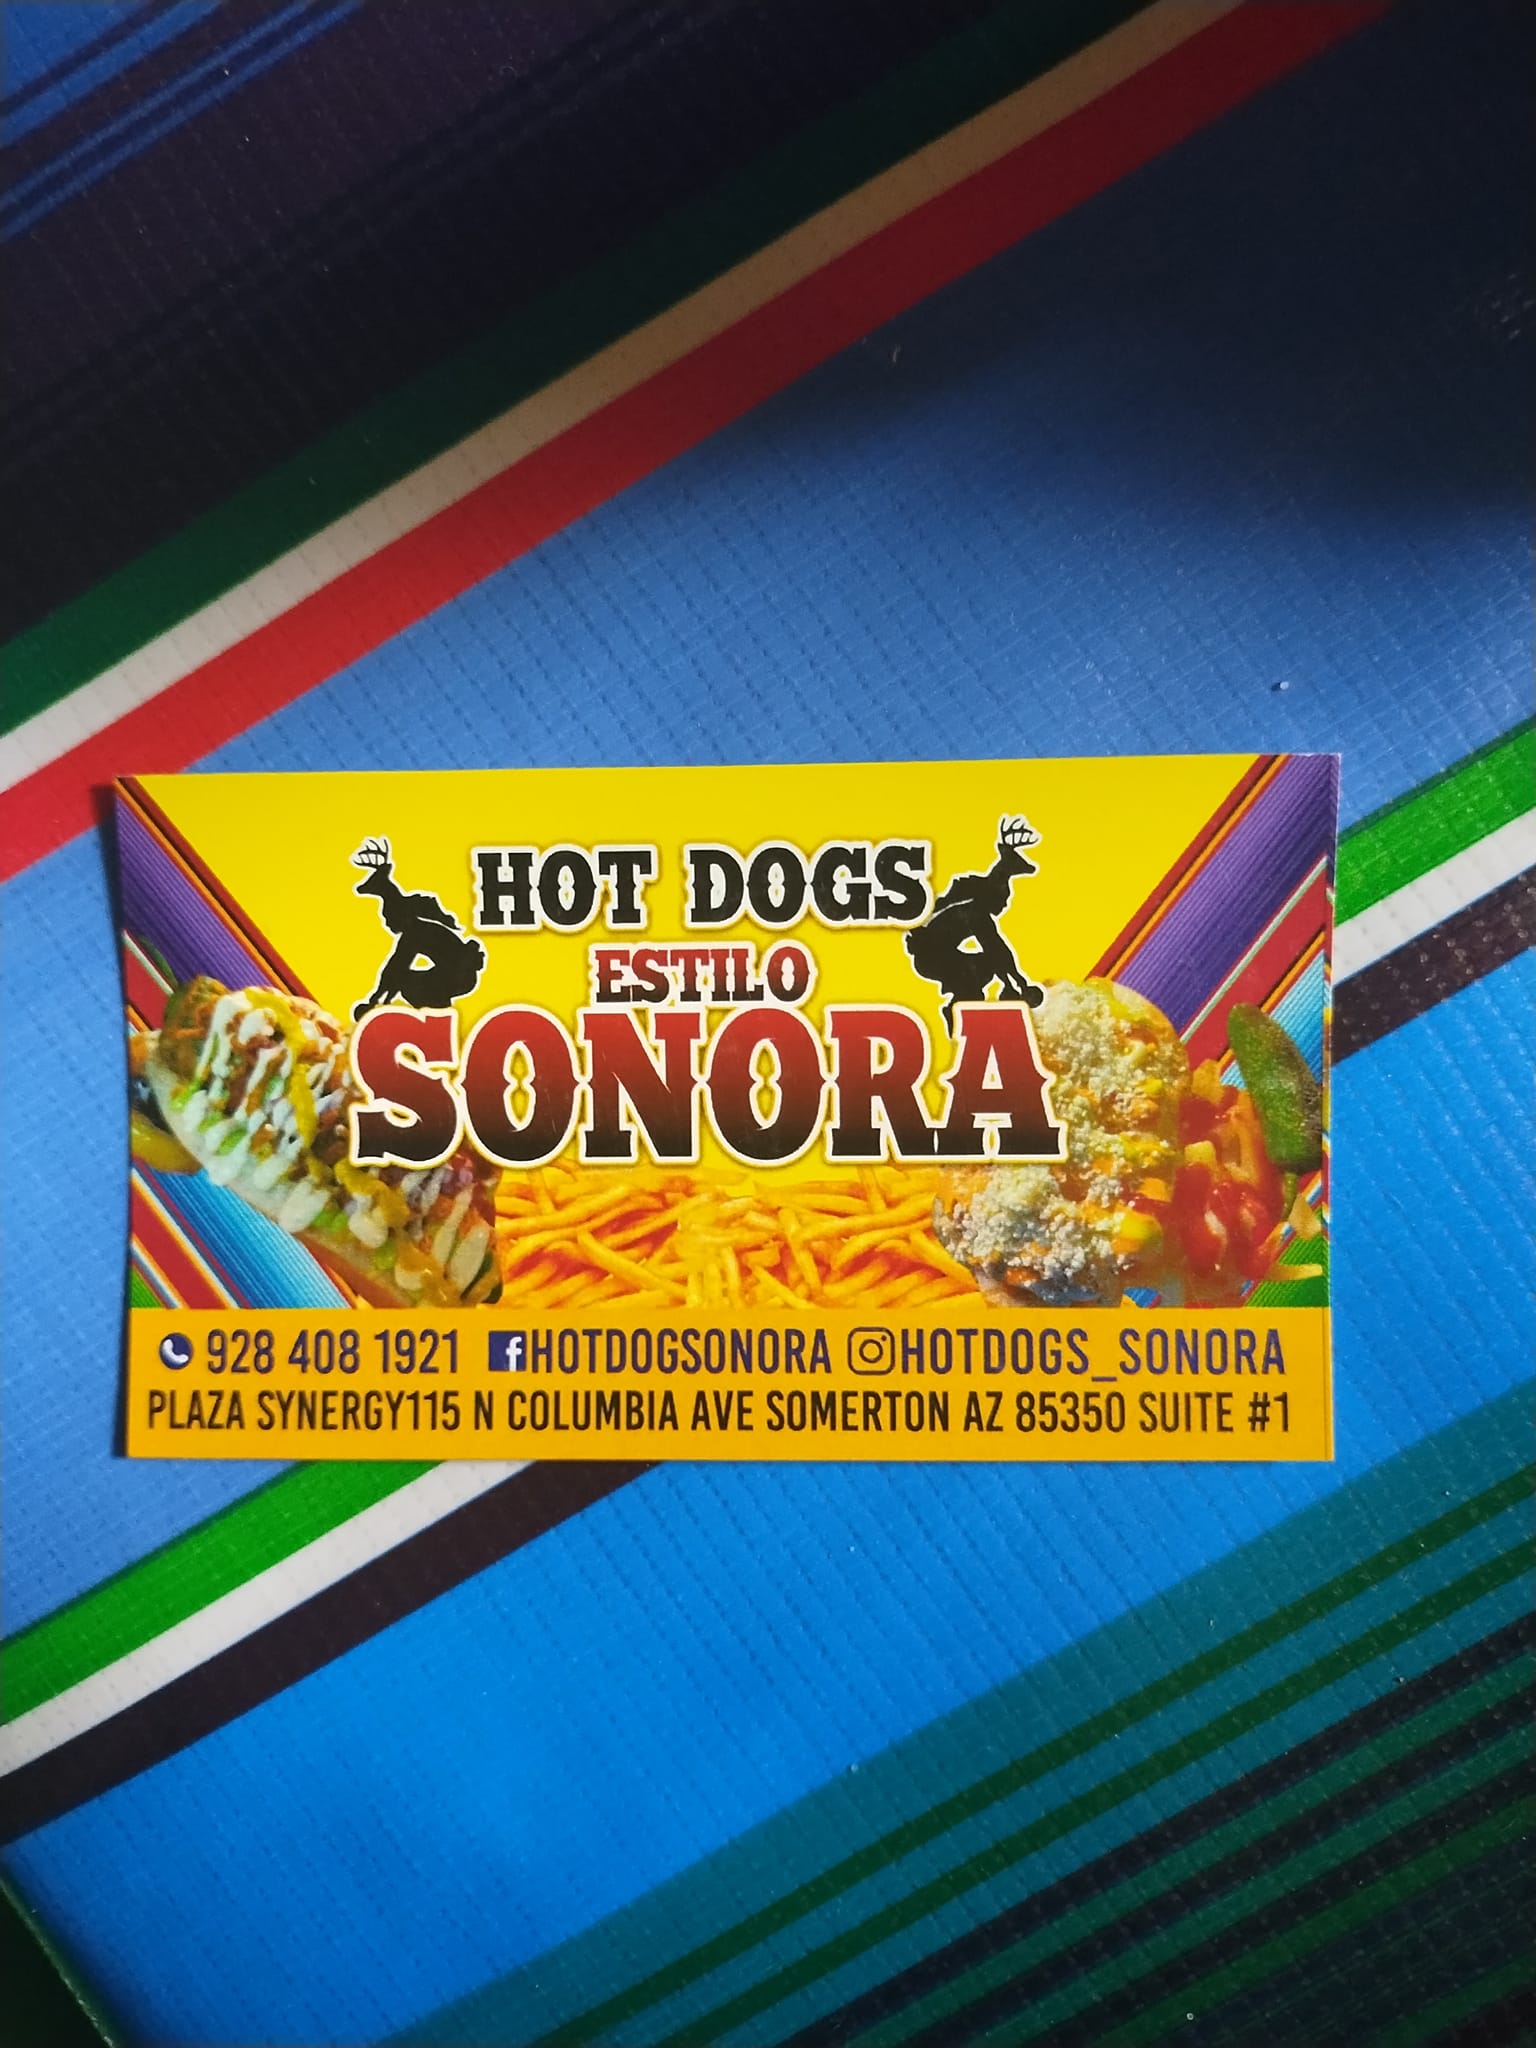 HOT DOGS
ESTILO
SONORA
928 408 1921 HOTDOGSONORA HOTDOGS_SONORA
PLAZA SYNERGY115 N COLUMBIA AVE SOMERTON AZ 85350 SUITE #1